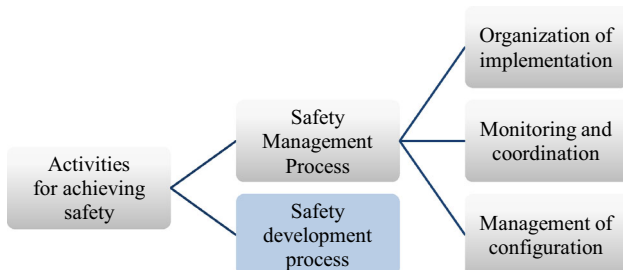 Activities
for achieving
safety
Safety
Management
Process
Safety
development
process
Organization of
implementation
Monitoring and
coordination
Management of
configuration